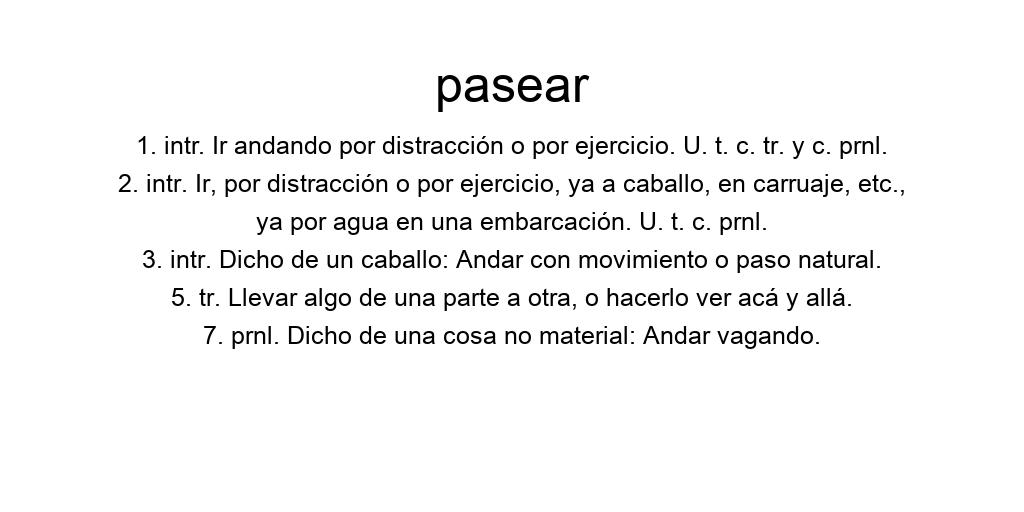 pasear
1. intr. Ir andando por distracción o por ejercicio. U. t. c. tr. y c. prnl.
2. intr. Ir, por distracción o por ejercicio, ya a caballo, en carruaje, etc.,
ya por agua en una embarcación. U. t. c. prnl.
3. intr. Dicho de un caballo: Andar con movimiento o paso natural.
5. tr. Llevar algo de una parte a otra, o hacerlo ver acá y allá.
7. prnl. Dicho de una cosa no material: Andar vagando.